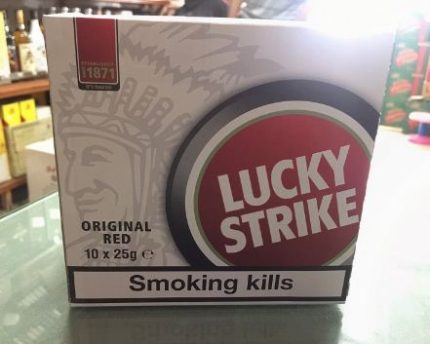 1871
LUCKY
STRIKE
ORIGINAL
RED
10 x 25g ℮
Smoking kills